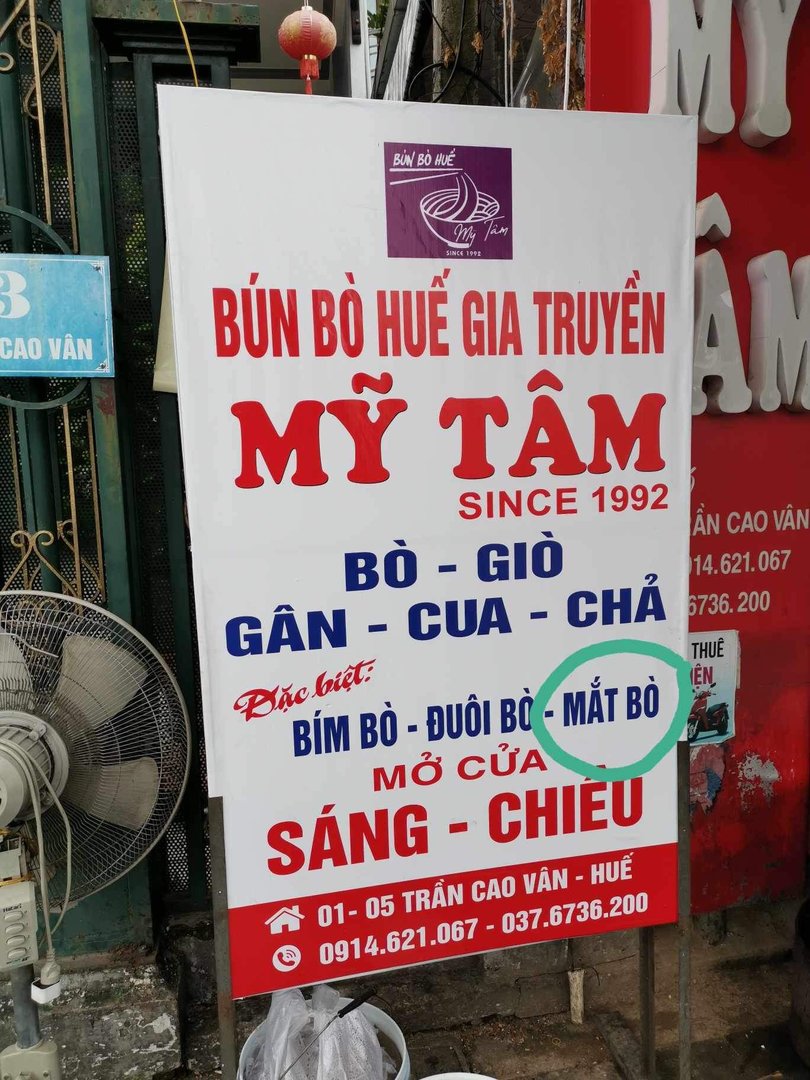 BÚN BÒ HUẾ
Mỹ Tâm
SINCE 1992
BÚN BÒ HUẾ GIA TRUYỀN
MỸ TÂM
SINCE 1992
BÒ - GIÒ
GÂN - CUA - CHẢ
Đặc biệt:
BÍM BÒ - ĐUÔI BÒ - MẮT BÒ
MỞ CỬA
SÁNG - CHIỀU
01- 05 TRẦN CAO VÂN - HUẾ
0914.621.067 - 037.6736.200
3
CAO VÂN
MỸ
ÂM
ẦN CAO VÂN
914.621.067
6736.200
THUÊ
IỆN